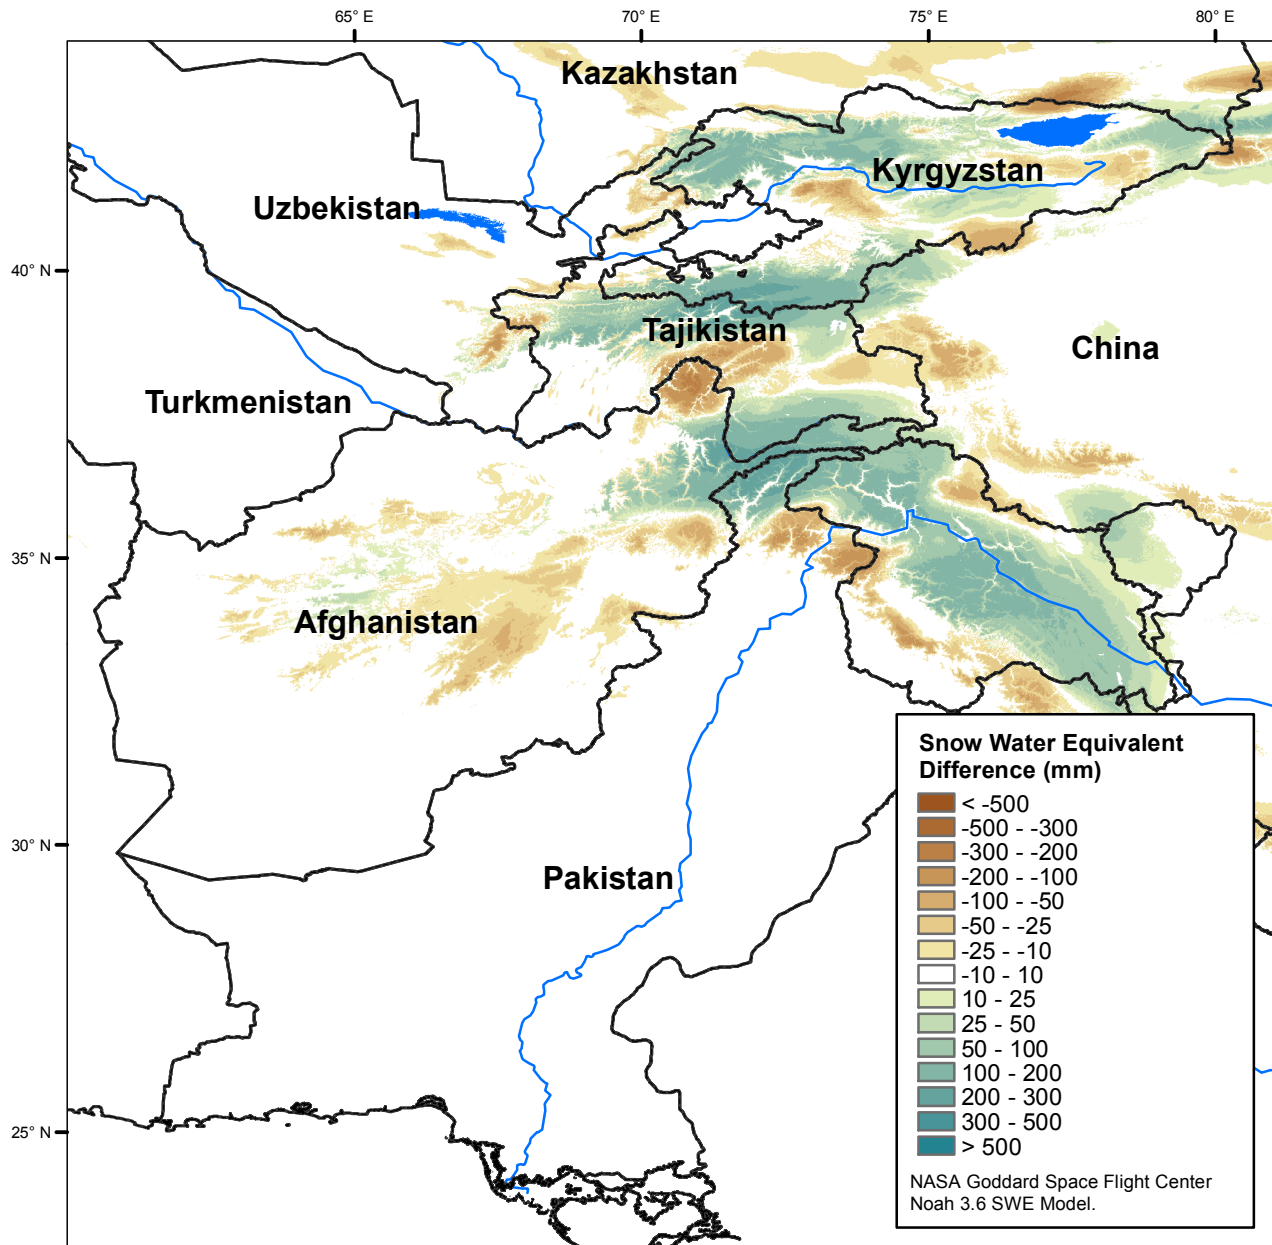 65° E
70° E
75° E
80° E
Kazakhstan
Kyrgyzstan
Uzbekistan
40° N
Tajikistan
China
Turkmenistan
35° N
Afghanistan
Snow Water Equivalent
Difference (mm)
< -500
-500 - -300
-300 - -200
-200 - -100
-100 - -50
-50 - -25
-25 - -10
-10 - 10
10 - 25
25 - 50
50 - 100
100 - 200
200 - 300
300 - 500
> 500
NASA Goddard Space Flight Center
Noah 3.6 SWE Model.
30° N
Pakistan
25° N